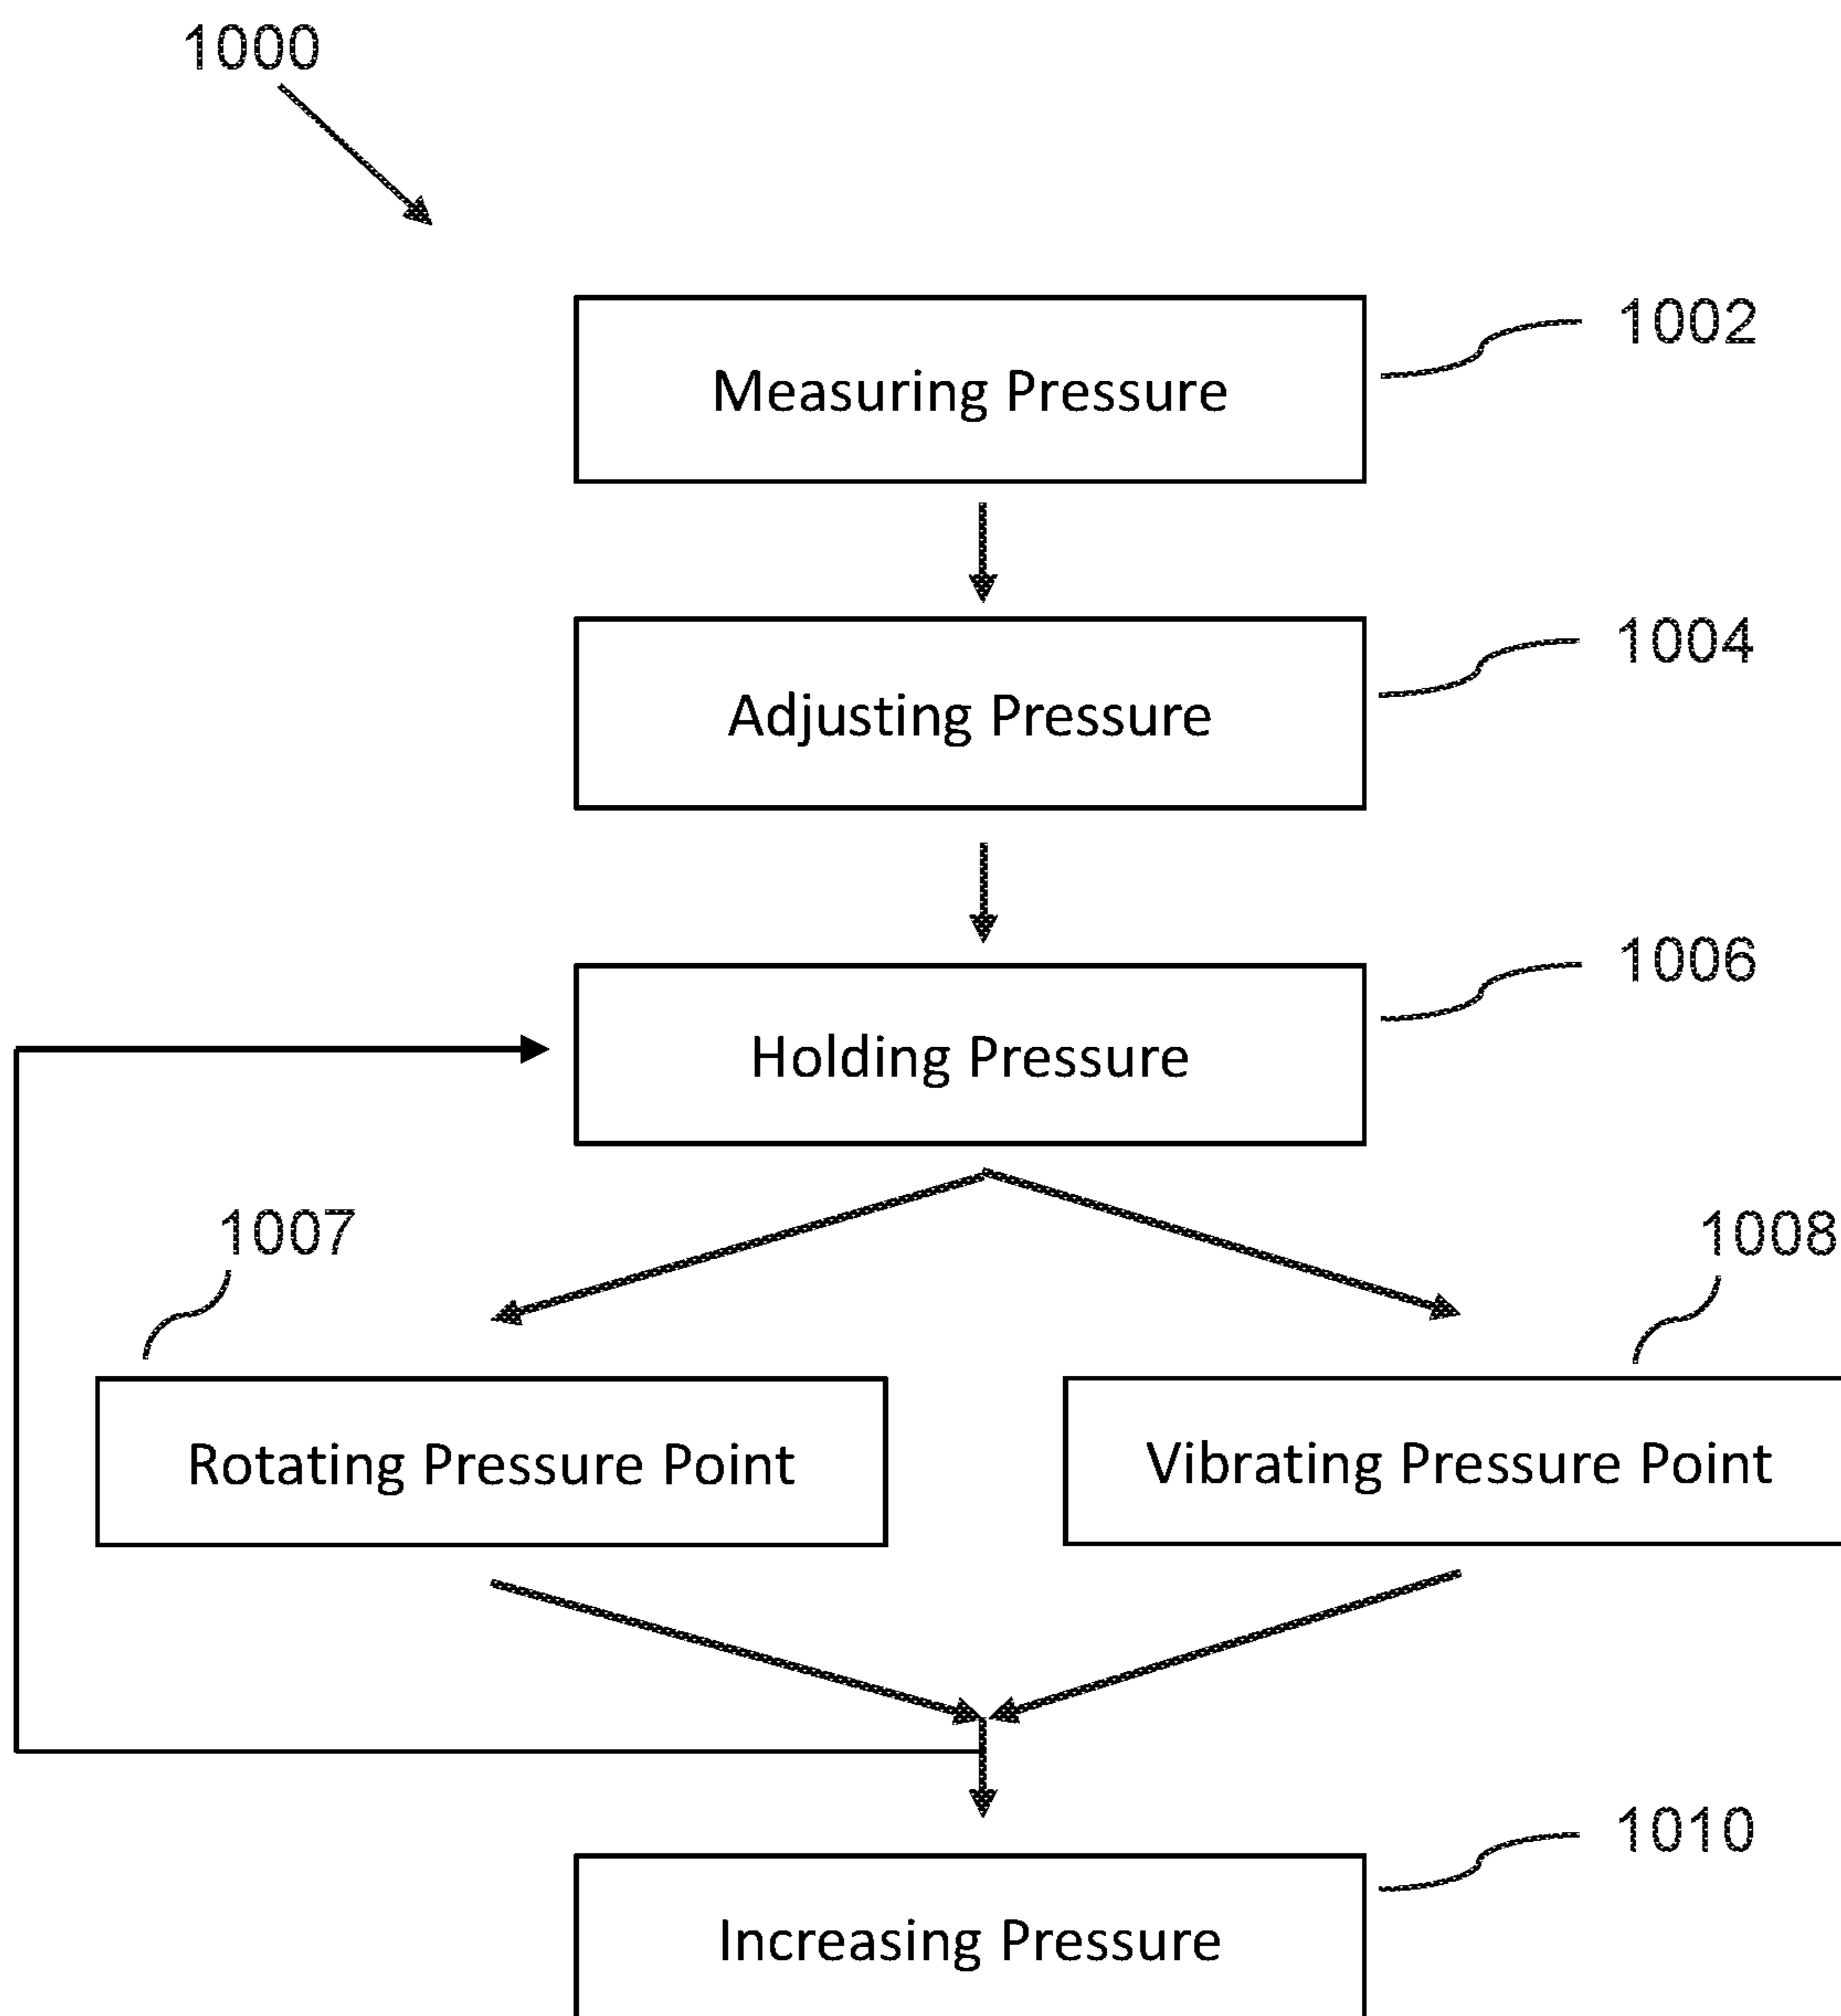 1000
Measuring Pressure
1002
Adjusting Pressure
1004
Holding Pressure
1006
1007
1008
Rotating Pressure Point
Vibrating Pressure Point
Increasing Pressure
1010